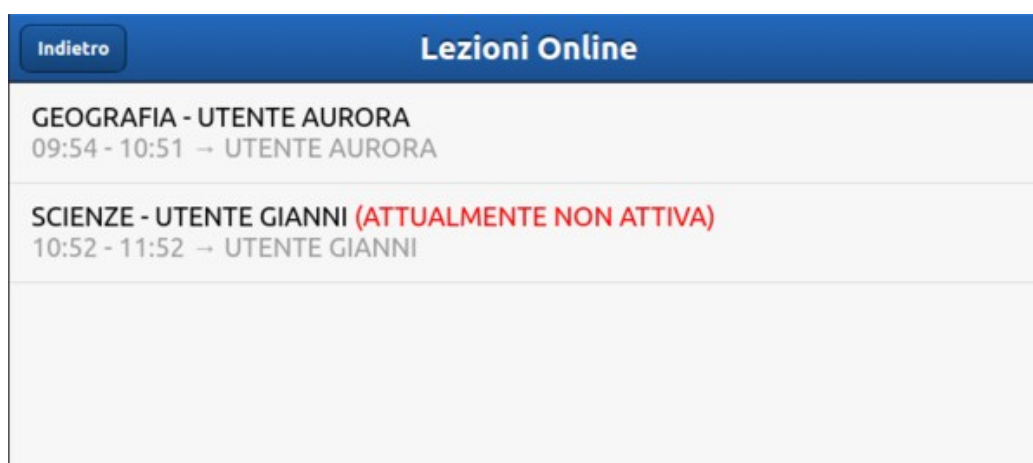 Indietro
Lezioni Online
GEOGRAFIA - UTENTE AURORA
09:54 - 10:51 → UTENTE AURORA
SCIENZE - UTENTE GIANNI (ATTUALMENTE NON ATTIVA)
10:52 - 11:52 → UTENTE GIANNI